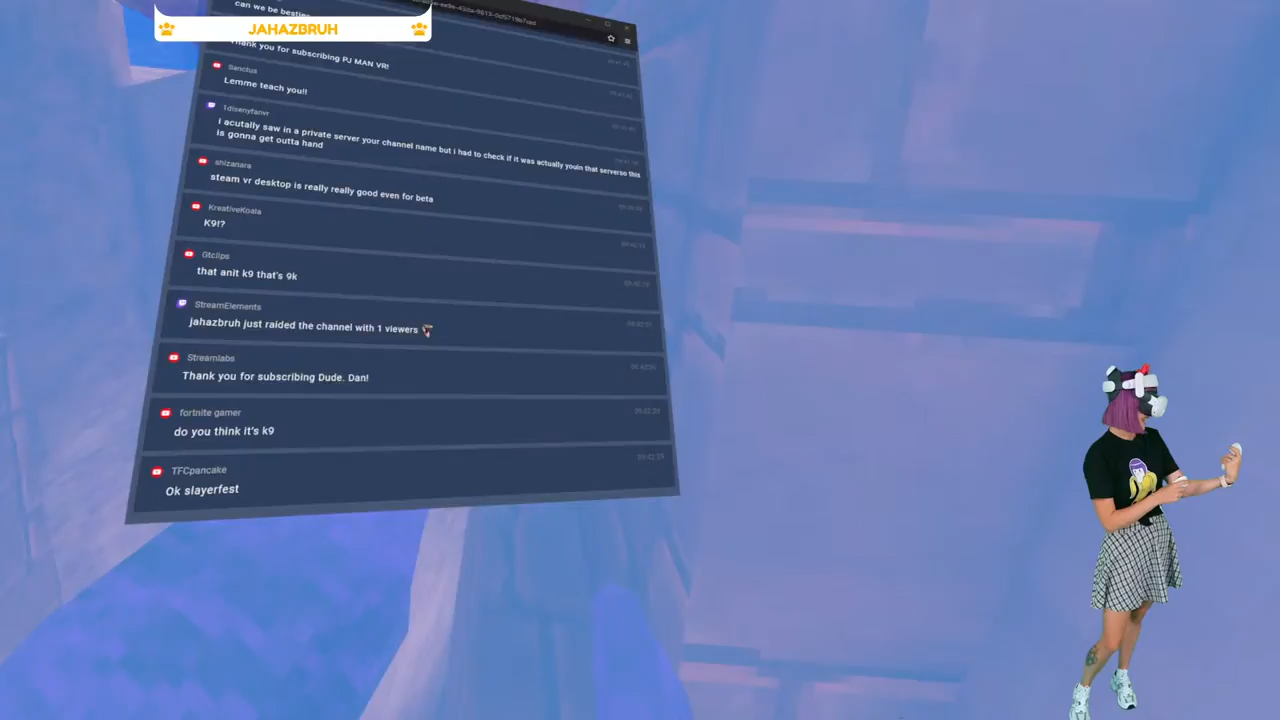 can we be besties
JAHAZBRUH
Thank you for subscribing PJ MAN VR!
Sanctus
Lemme teach you!!
1disenyfanvr
i acutally saw in a private server your channel name but i had to check if it was actually youin that serverso this
is gonna get outta hand
shizanara
steam vr desktop is really really good even for beta
KreativeKoala
K9!?
Gtclips
that anit k9 that's 9k
StreamElements
jahazbruh just raided the channel with 1 viewers
Streamlabs
Thank you for subscribing Dude. Dan!
fortnite gamer
do you think it's k9
TFCpancake
Ok slayerfest